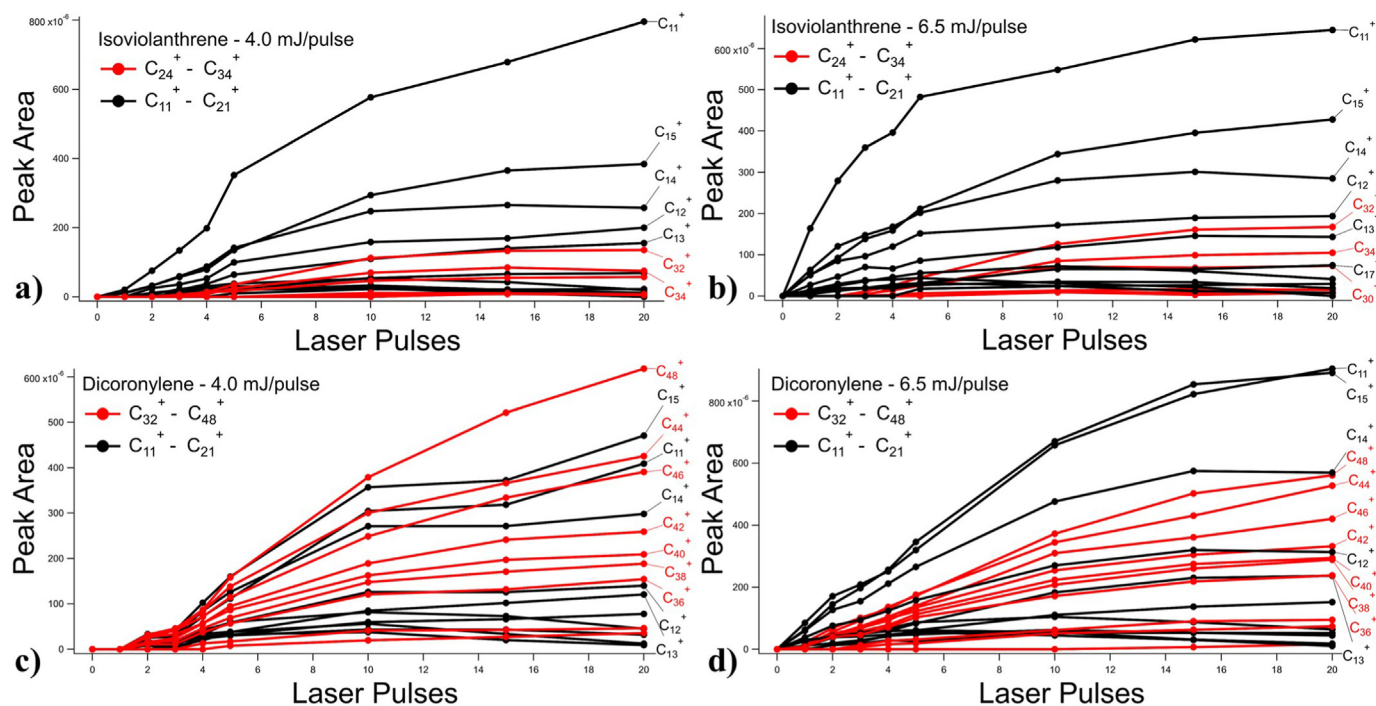 800 x10⁻⁶
Isoviolanthrene - 4.0 mJ/pulse
C₂₄⁺ - C₃₄⁺
C₁₁⁺ - C₂₁⁺
600
400
200
0
Peak Area
a)
C₁₁⁺
C₁₅⁺
C₁₄⁺
C₁₂⁺
C₁₃⁺
C₃₂⁺
C₃₄⁺
0 2 4 6 8 10 12 14 16 18 20
Laser Pulses
Isoviolanthrene - 6.5 mJ/pulse
C₂₄⁺ - C₃₄⁺
C₁₁⁺ - C₂₁⁺
600 x10⁻⁶
500
400
300
200
100
0
Peak Area
b)
C₁₁⁺
C₁₅⁺
C₁₄⁺
C₁₂⁺
C₃₂⁺
C₁₃⁺
C₃₄⁺
C₁₇⁺
C₃₀⁺
0 2 4 6 8 10 12 14 16 18 20
Laser Pulses
600 x10⁻⁶
Dicoronylene - 4.0 mJ/pulse
C₃₂⁺ - C₄₈⁺
C₁₁⁺ - C₂₁⁺
500
400
300
200
100
0
Peak Area
c)
C₄₈⁺
C₁₅⁺
C₄₄⁺
C₁₁⁺
C₄₆⁺
C₁₄⁺
C₄₂⁺
C₄₀⁺
C₃₈⁺
C₃₆⁺
C₁₂⁺
C₁₃⁺
0 2 4 6 8 10 12 14 16 18 20
Laser Pulses
Dicoronylene - 6.5 mJ/pulse
C₃₂⁺ - C₄₈⁺
C₁₁⁺ - C₂₁⁺
800 x10⁻⁶
600
400
200
0
Peak Area
d)
C₁₁⁺
C₁₅⁺
C₁₄⁺
C₄₈⁺
C₄₄⁺
C₄₆⁺
C₄₂⁺
C₁₂⁺
C₄₀⁺
C₃₈⁺
C₃₆⁺
C₁₃⁺
0 2 4 6 8 10 12 14 16 18 20
Laser Pulses